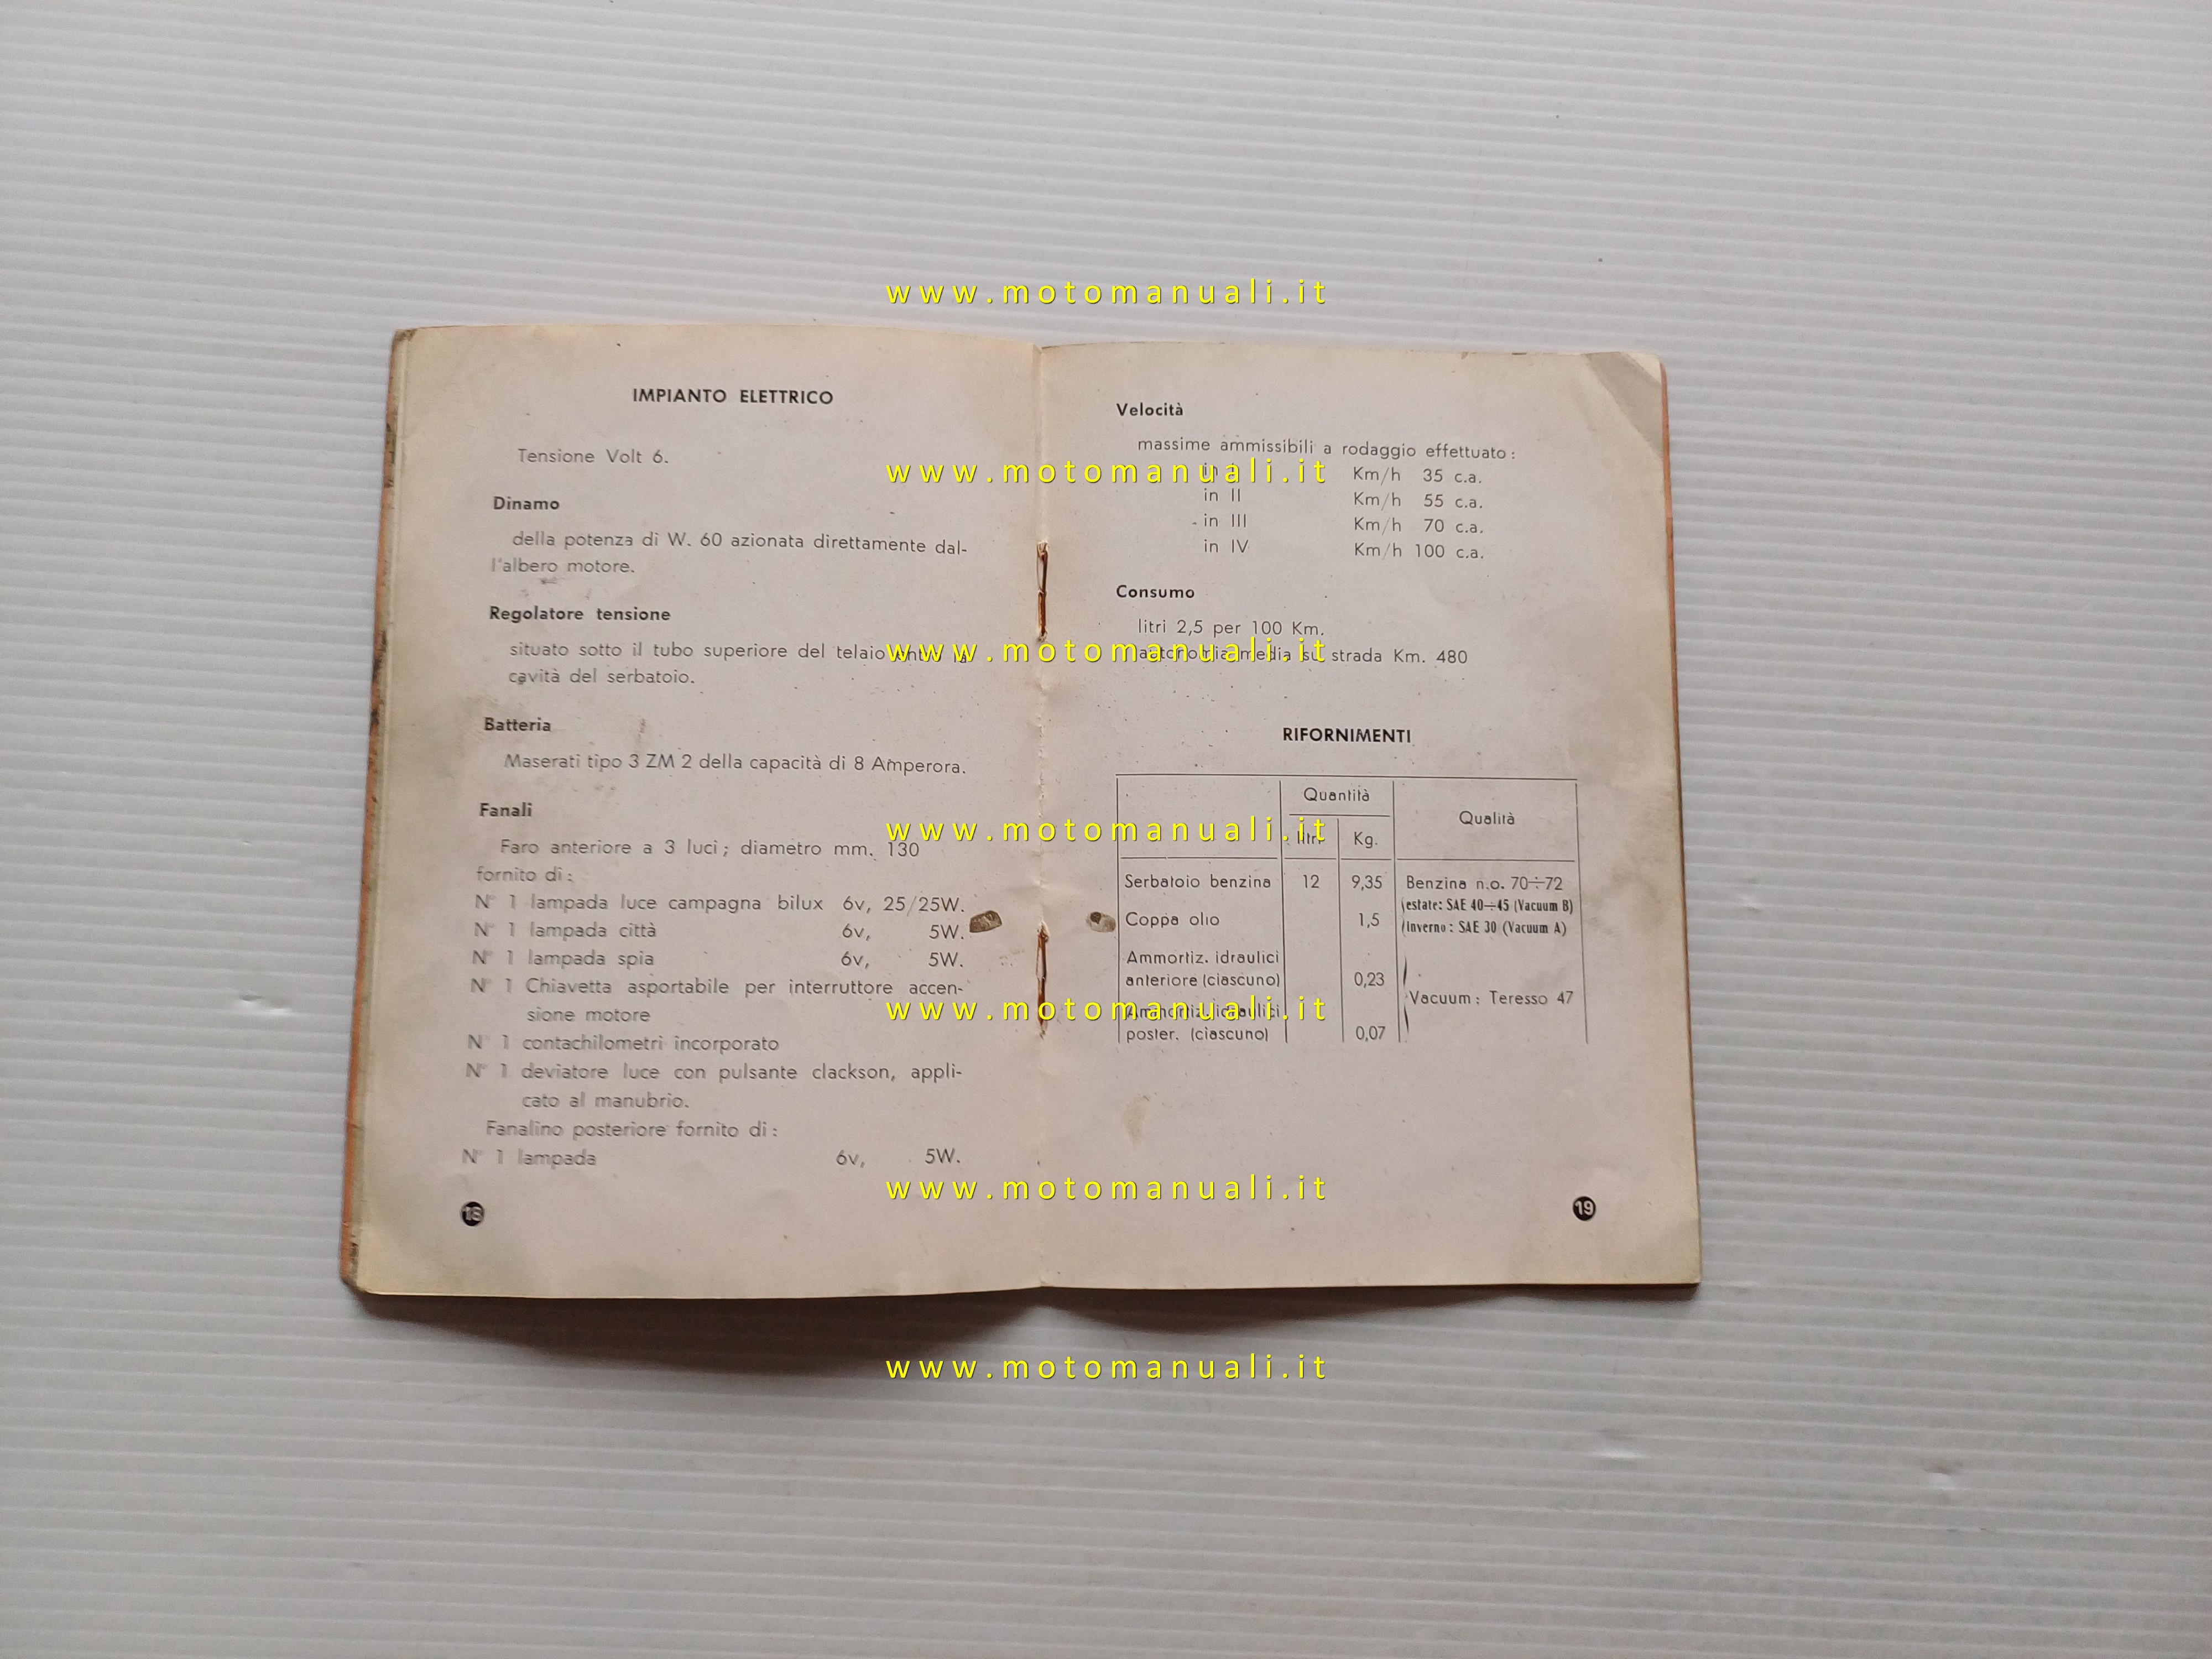 www.motomanuali.it
IMPIANTO ELETTRICO
Tensione Volt 6.
Dinamo
della potenza di W. 60 azionata direttamente dal-
l'albero motore.
Regolatore tensione
situato sotto il tubo superiore del telaio entro la
cavità del serbatoio.
Batteria
Maserati tipo 3 ZM 2 della capacità di 8 Amperora.
Fanali
Faro anteriore a 3 luci; diametro mm. 130
fornito di:
N° 1 lampada luce campagna bilux 6v, 25/25W.
N° 1 lampada città 6v, 5W.
N° 1 lampada spia 6v, 5W.
N° 1 Chiavetta asportabile per interruttore accen-
sione motore
N° 1 contachilometri incorporato
N° 1 deviatore luce con pulsante clackson, appli-
cato al manubrio.
Fanalino posteriore fornito di:
N° 1 lampada 6v, 5W.
18
Velocità
massime ammissibili a rodaggio effettuato:
in Km/h 35 c.a.
in II Km/h 55 c.a.
in III Km/h 70 c.a.
in IV Km/h 100 c.a.
Consumo
litri 2,5 per 100 Km.
autonomia media su strada Km. 480
RIFORNIMENTI
Quantità
Qualità
litri Kg.
Serbatoio benzina 12 9,35 Benzina n.o. 70÷72
estate: SAE 40÷45 (Vacuum B)
Coppa olio 1,5
Inverno: SAE 30 (Vacuum A)
Ammortiz. idraulici
anteriore (ciascuno) 0,23
Vacuum: Teresso 47
Ammortiz. idraulici
poster. (ciascuno) 0,07
19
www.motomanuali.it
www.motomanuali.it
www.motomanuali.it
www.motomanuali.it
www.motomanuali.it
www.motomanuali.it